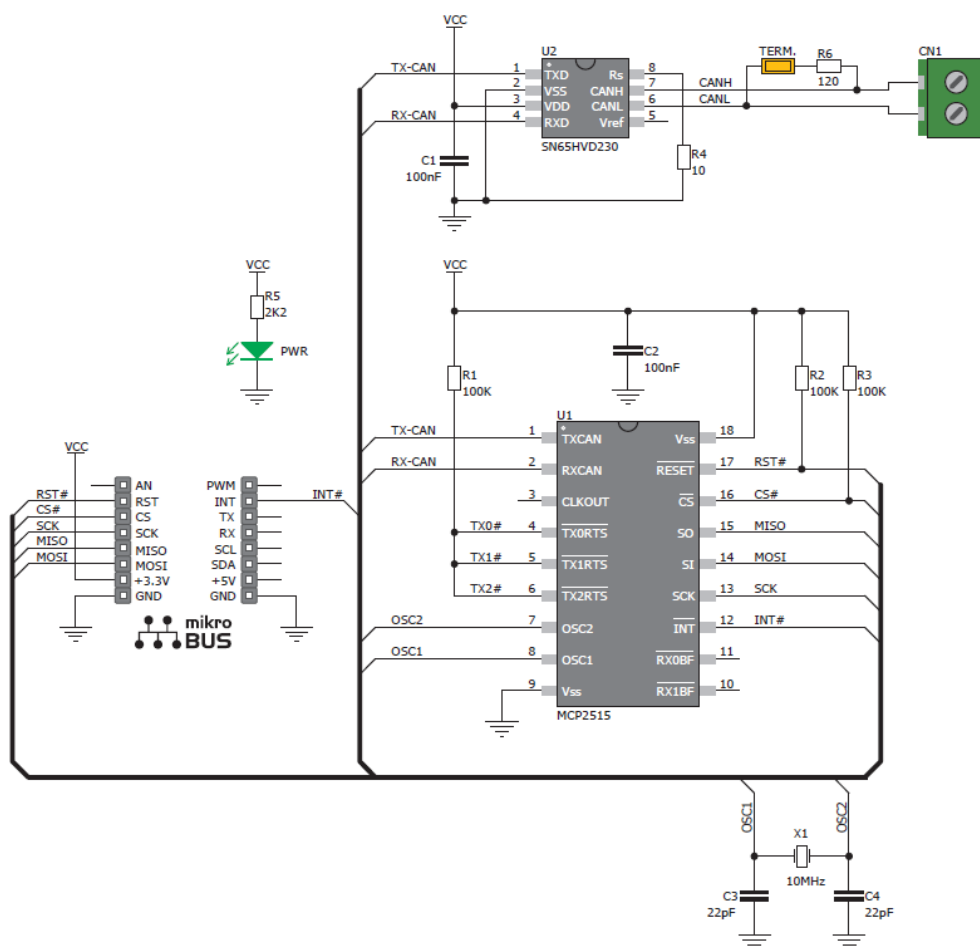 VCC
TX-CAN
RX-CAN
U2
1 TXD Rs 8
2 VSS CANH 7
3 VDD CANL 6
4 RXD Vref 5
SN65HVD230
CANH
CANL
TERM.
R6
120
CN1
C1
100nF
R4
10
VCC
R5
2K2
PWR
VCC
R1
100K
C2
100nF
R2
100K
R3
100K
U1
TX-CAN 1 TXCAN Vss 18
RX-CAN 2 RXCAN RESET 17 RST#
3 CLKOUT CS 16 CS#
TX0# 4 TX0RTS SO 15 MISO
TX1# 5 TX1RTS SI 14 MOSI
TX2# 6 TX2RTS SCK 13 SCK
OSC2 7 OSC2 INT 12 INT#
OSC1 8 OSC1 RX0BF 11
9 Vss RX1BF 10
MCP2515
VCC
AN PWM
RST# RST INT INT#
CS# CS TX
SCK SCK RX
MISO MISO SCL
MOSI MOSI SDA
+3.3V +5V
GND GND
mikro
BUS
OSC1
OSC2
X1
10MHz
C3
22pF
C4
22pF